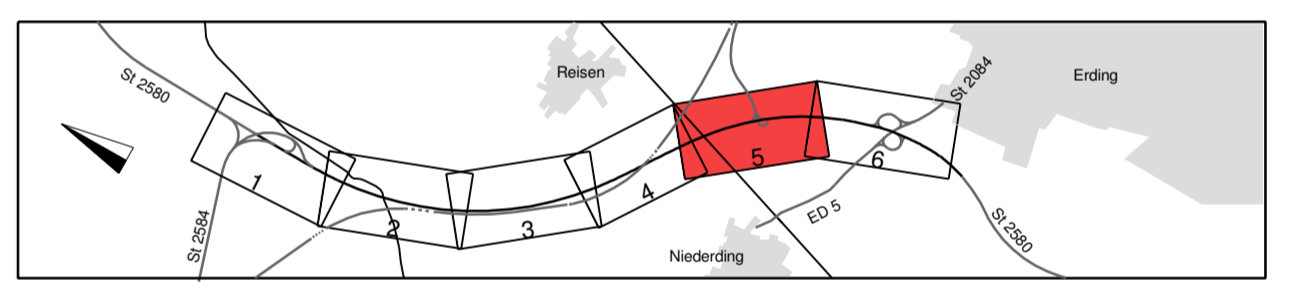 St 2580
Reisen
St 2084
Erding
1
2
3
4
5
6
St 2584
ED 5
Niederding
St 2580